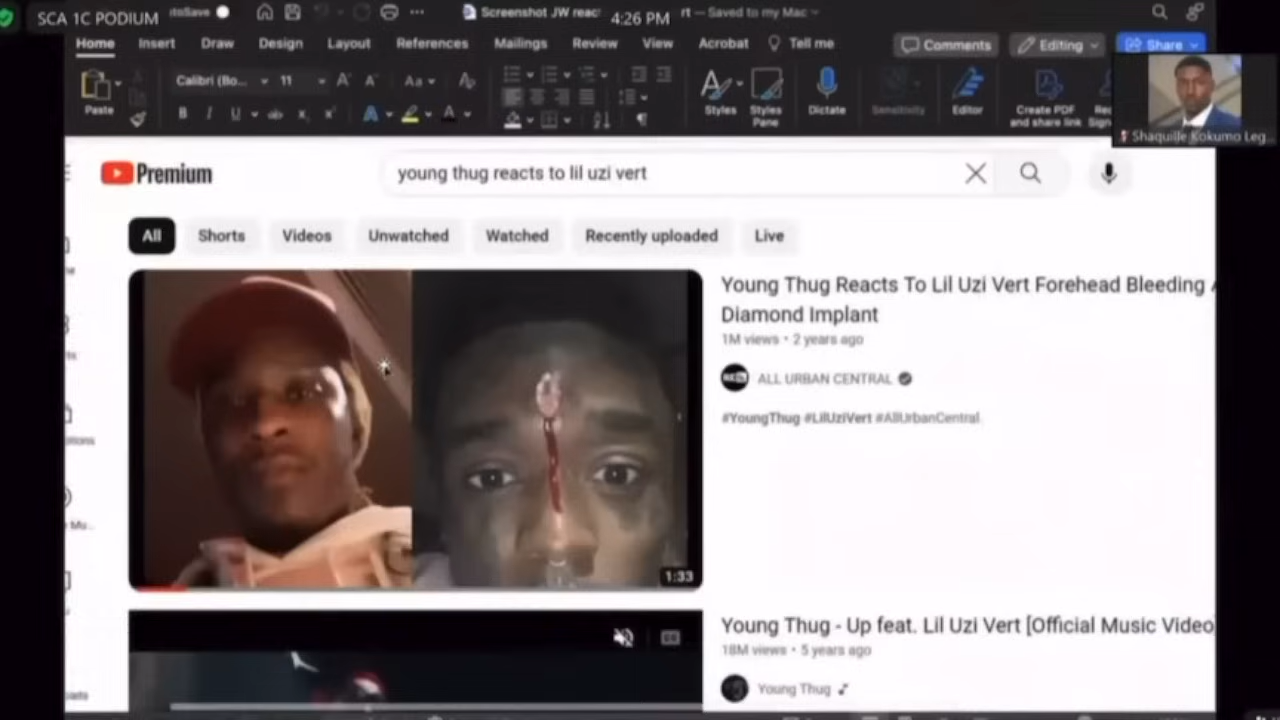 SCA 1C PODIUM
4:26 PM
Screenshot JW reac
rt — Saved to my Mac
Home Insert Draw Design Layout References Mailings Review View Acrobat Tell me
Comments Editing Share
Paste
Calibri (Bo... 11
Aa
B I U
Styles
Styles
Pane
Dictate
Sensitivity
Editor
Create PDF
and share link
Shaquille Kokumo Leg...
Premium
young thug reacts to lil uzi vert
All Shorts Videos Unwatched Watched Recently uploaded Live
Young Thug Reacts To Lil Uzi Vert Forehead Bleeding
Diamond Implant
1M views • 2 years ago
ALL URBAN CENTRAL
#YoungThug #LilUziVert #AllUrbanCentral
1:33
Young Thug - Up feat. Lil Uzi Vert [Official Music Video
18M views • 5 years ago
Young Thug